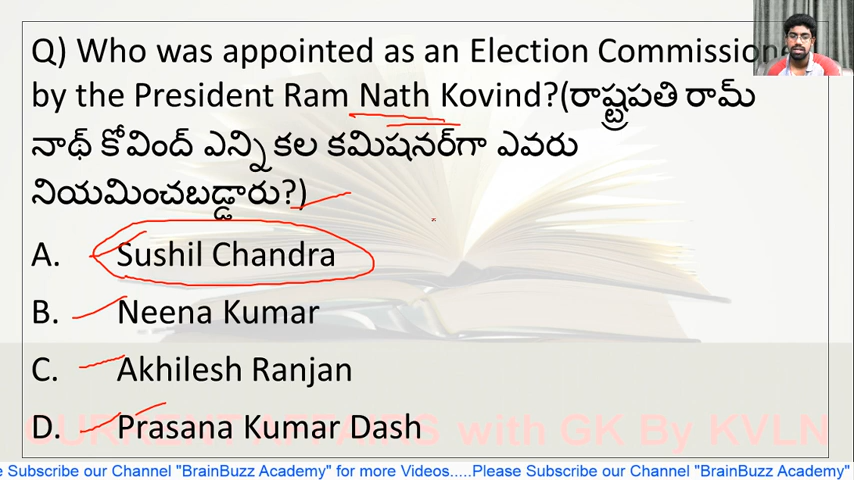 Q) Who was appointed as an Election Commissione
by the President Ram Nath Kovind?(రాష్ట్రపతి రామ్
నాథ్ కోవింద్ ఎన్నికల కమిషనర్‌గా ఎవరు
నియమించబడ్డారు?)
A. Sushil Chandra
B. Neena Kumar
C. Akhilesh Ranjan
D. Prasana Kumar Dash
CURRENT AFFAIRS with GK By KVLN
e Subscribe our Channel "BrainBuzz Academy" for more Videos.....Please Subscribe our Channel "BrainBuzz Academy"